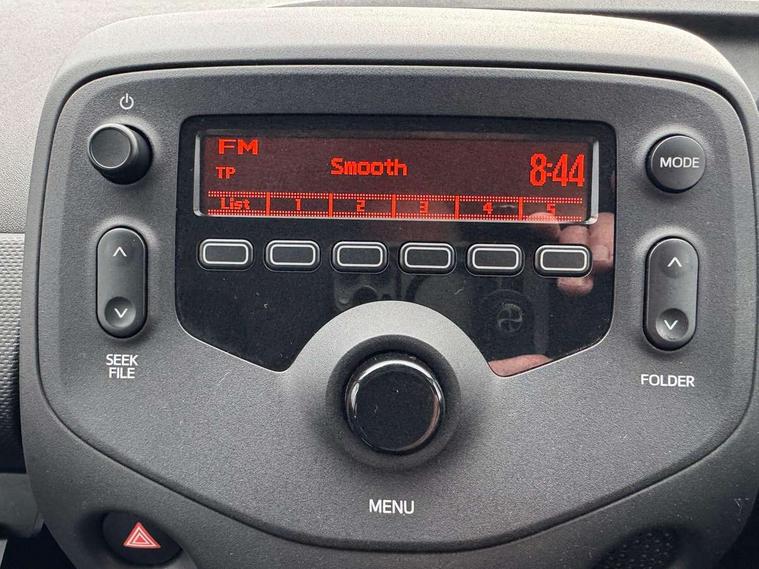 FM
TP
Smooth
8:44
List 1 2 3 4 5
MODE
SEEK
FILE
FOLDER
MENU